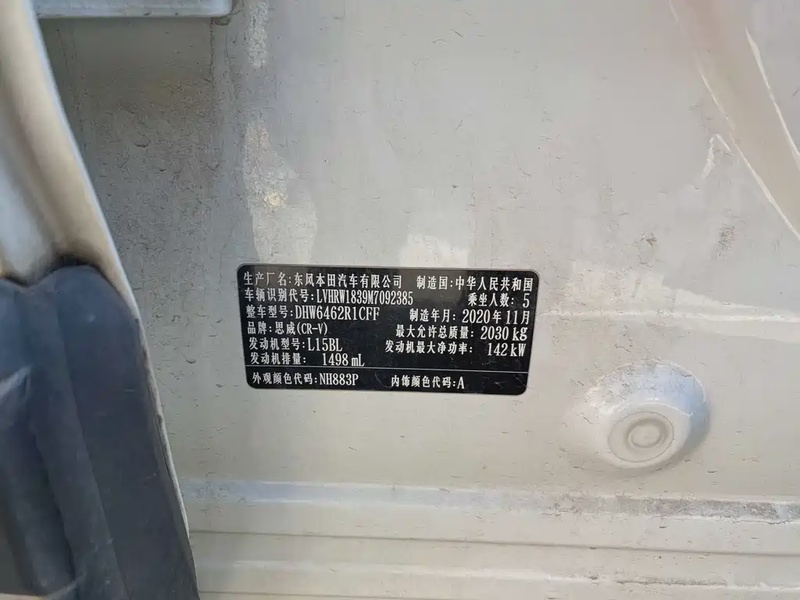 生产厂名:东风本田汽车有限公司 制造国:中华人民共和国
车辆识别代号:LVHRW1839M7092385 乘坐人数:5
整车型号:DHW6462R1CFF 制造年月:2020年11月
品牌:思威(CR-V) 最大允许总质量:2030kg
发动机型号:L15BL 发动机最大净功率:142kW
发动机排量:1498mL
外观颜色代码:NH883P 内饰颜色代码:A